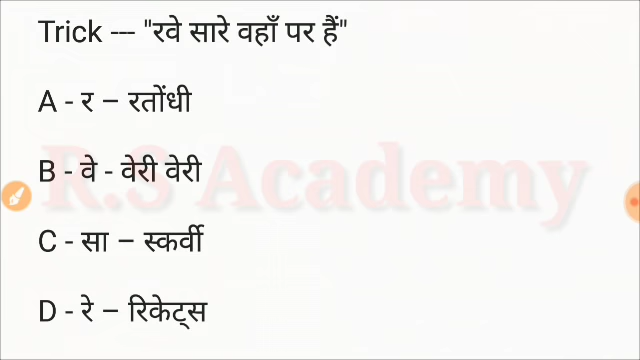 Trick --- "रवे सारे वहाँ पर हैं"
A - र – रतोंधी
B - वे - वेरी वेरी
C - सा – स्कर्वी
D - रे – रिकेट्स
R.S Academy